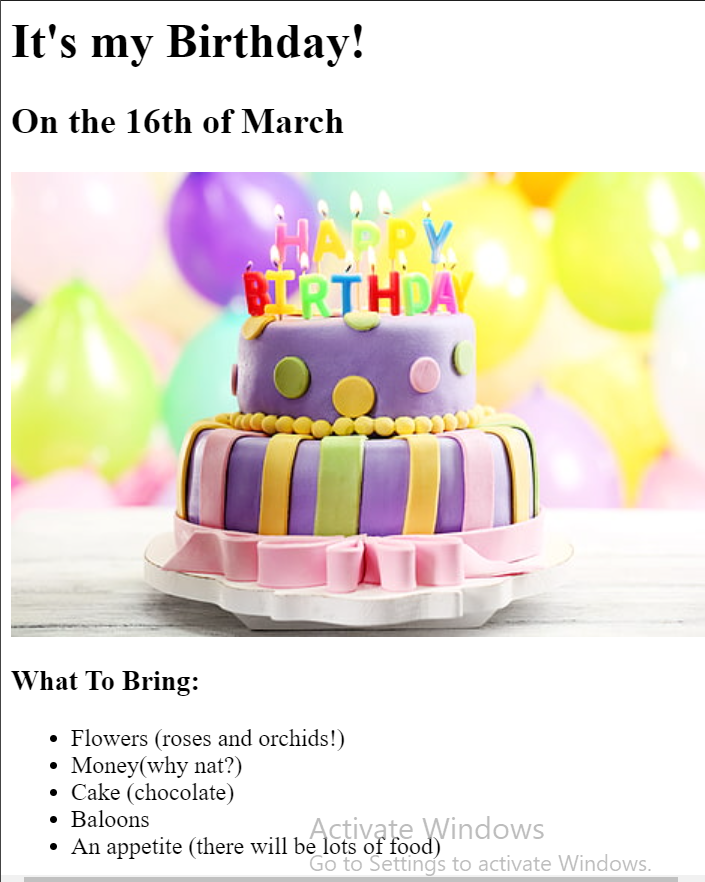 It's my Birthday!
On the 16th of March
HAPPY
BIRTHDAY
What To Bring:
Flowers (roses and orchids!)
Money(why nat?)
Cake (chocolate)
Baloons
An appetite (there will be lots of food)
Activate Windows
Go to Settings to activate Windows.